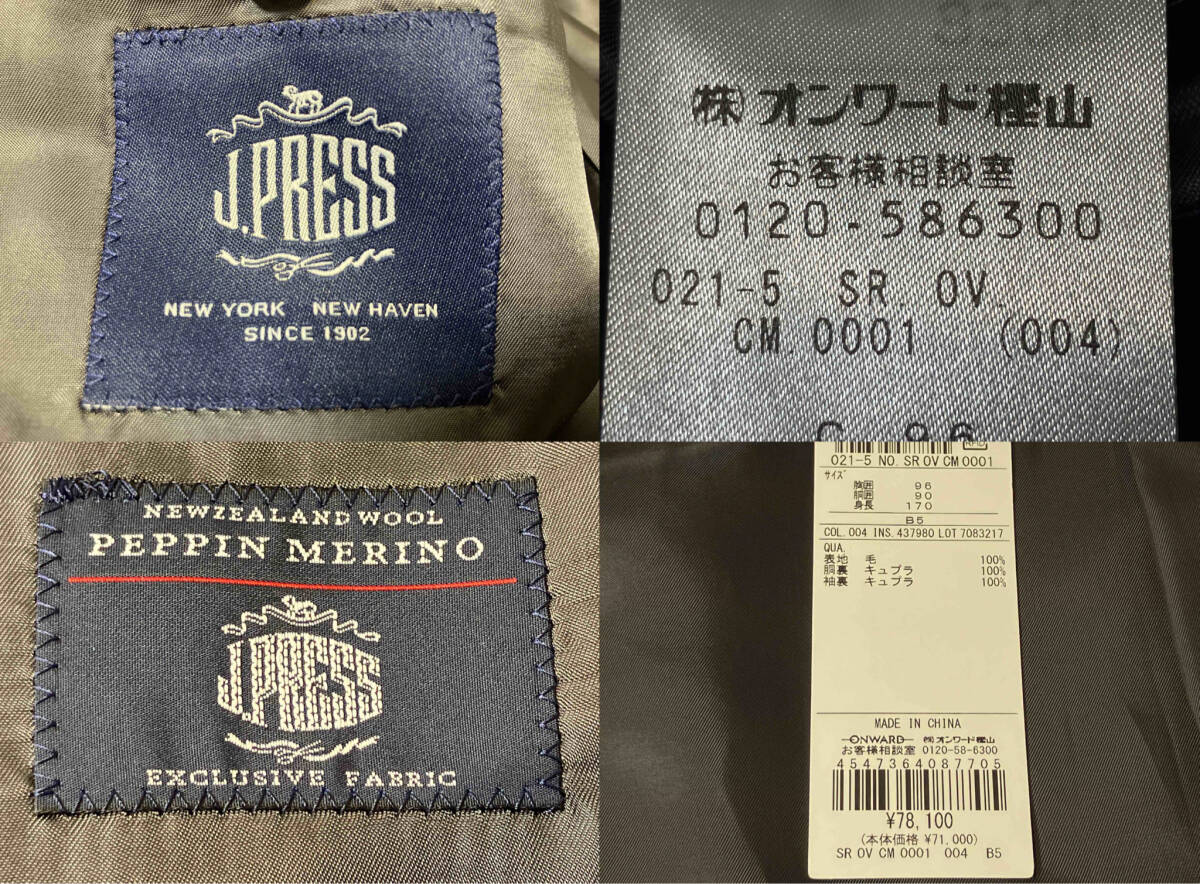 J.PRESS
NEW YORK NEW HAVEN
SINCE 1902
㈱オンワード樫山
お客様相談室
0120-586300
021-5 SR OV
CM 0001 (004)
NEWZEALAND WOOL
PEPPIN MERINO
J.PRESS
EXCLUSIVE FABRIC
021-5 NO. SR OV CM 0001
サイズ
胸囲 96
胴囲 90
身長 170
B5
COL. 004 INS. 437980 LOT 7083217
QUA.
表地 毛 100%
胴裏 キュプラ 100%
袖裏 キュプラ 100%
MADE IN CHINA
ONWARD ㈱オンワード樫山
お客様相談室 0120-58-6300
4547364087705
¥78,100
(本体価格 ¥71,000)
SR OV CM 0001 004 B5